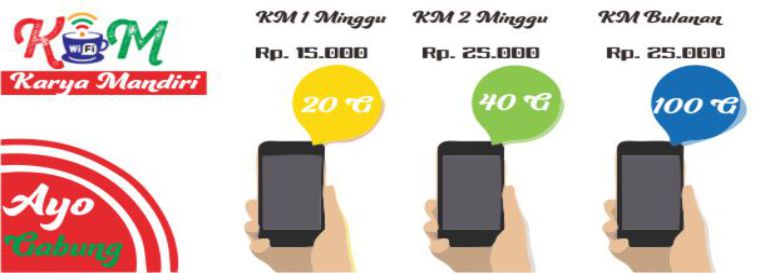 K M
WiFi
Karya Mandiri
Ayo
Gabung
KM 1 Minggu
Rp. 15.000
20 G
KM 2 Minggu
Rp. 25.000
40 G
KM Bulanan
Rp. 25.000
100 G